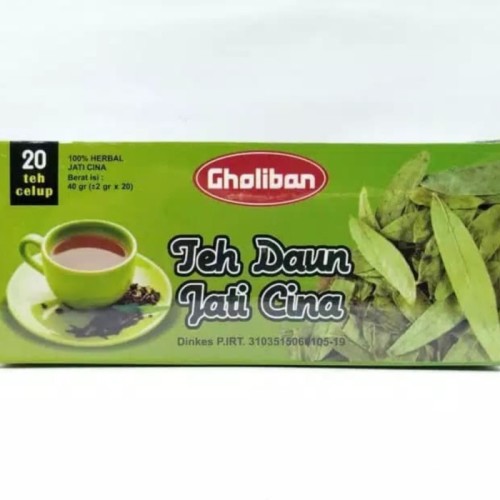 20
teh
celup
100% HERBAL
JATI CINA
Berat isi :
40 gr (±2 gr x 20)
Gholiban
Teh Daun
Jati Cina
Dinkes P.IRT. 3103515060105-19